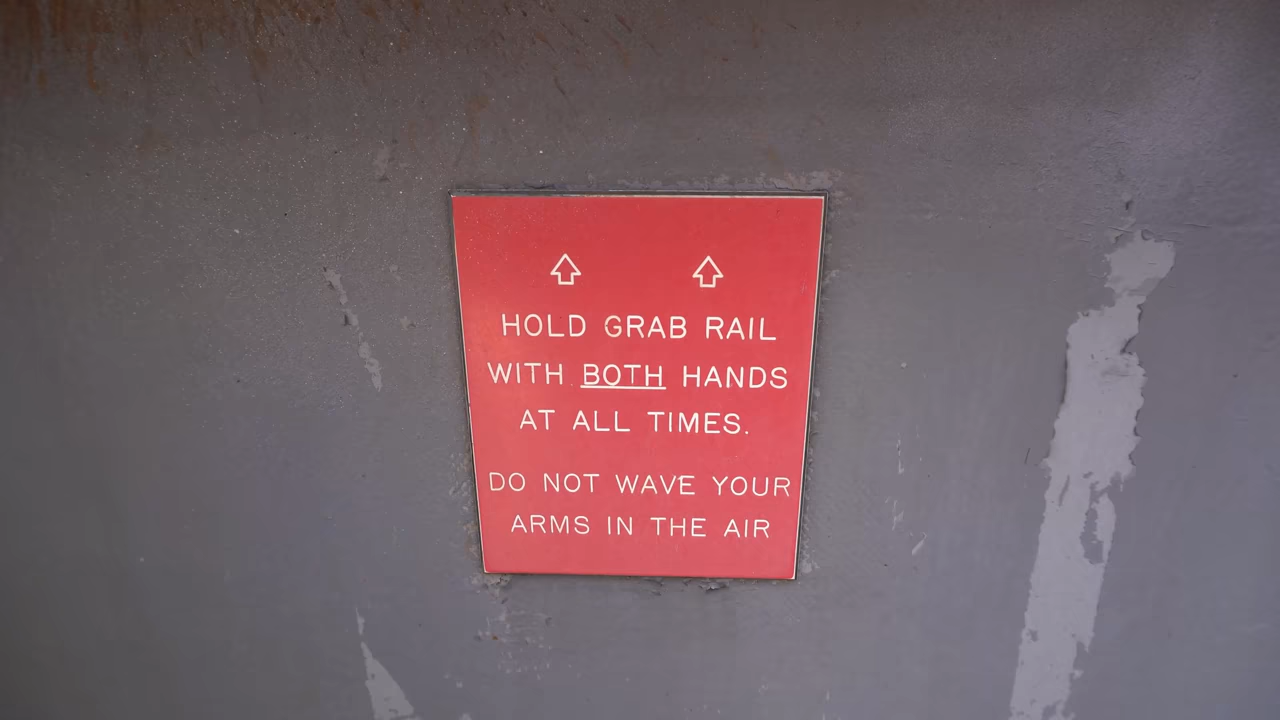 HOLD GRAB RAIL
WITH BOTH HANDS
AT ALL TIMES.
DO NOT WAVE YOUR
ARMS IN THE AIR